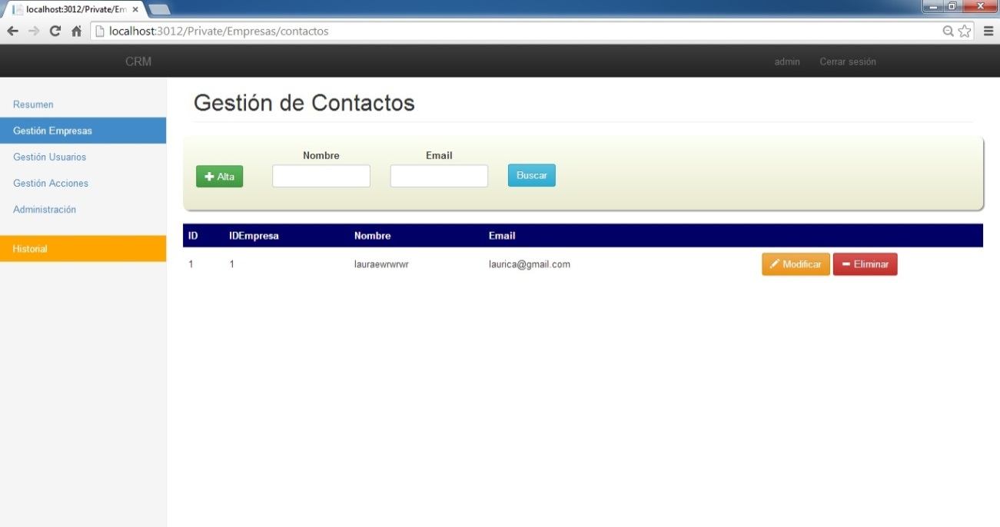 localhost:3012/Private/Em
localhost:3012/Private/Empresas/contactos
CRM
admin
Cerrar sesión
Resumen
Gestión Empresas
Gestión Usuarios
Gestión Acciones
Administración
Historial
Gestión de Contactos
Nombre
Email
Alta
Buscar
ID IDEmpresa Nombre Email
1 1 lauraewrwrwr laurica@gmail.com Modificar Eliminar